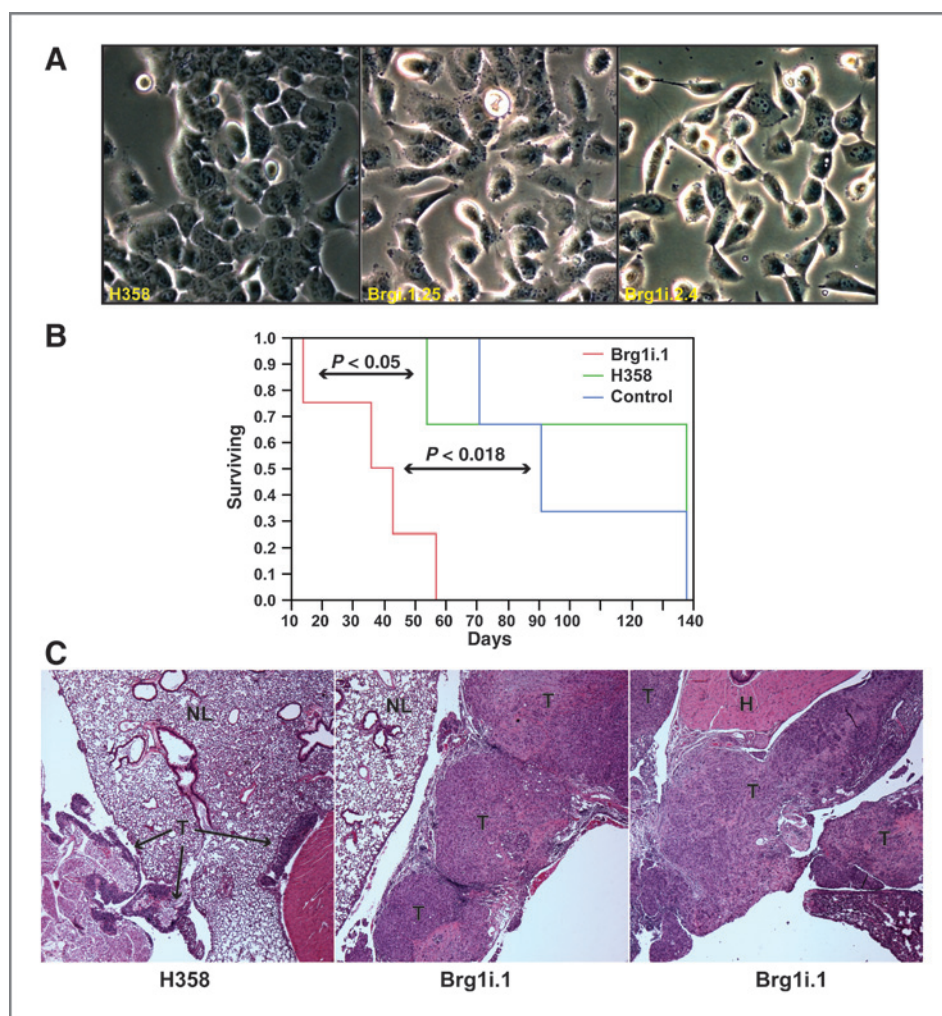 A
H358
Brgi.1.25
Brg1i.2.4
B
1.0
0.9
0.8
0.7
0.6
0.5
0.4
0.3
0.2
0.1
0.0
Surviving
P < 0.05
P < 0.018
Brg1i.1
H358
Control
10 20 30 40 50 60 70 80 90 100 120 140
Days
C
NL
T
NL
T
T
T
T
H
T
T
H358
Brg1i.1
Brg1i.1